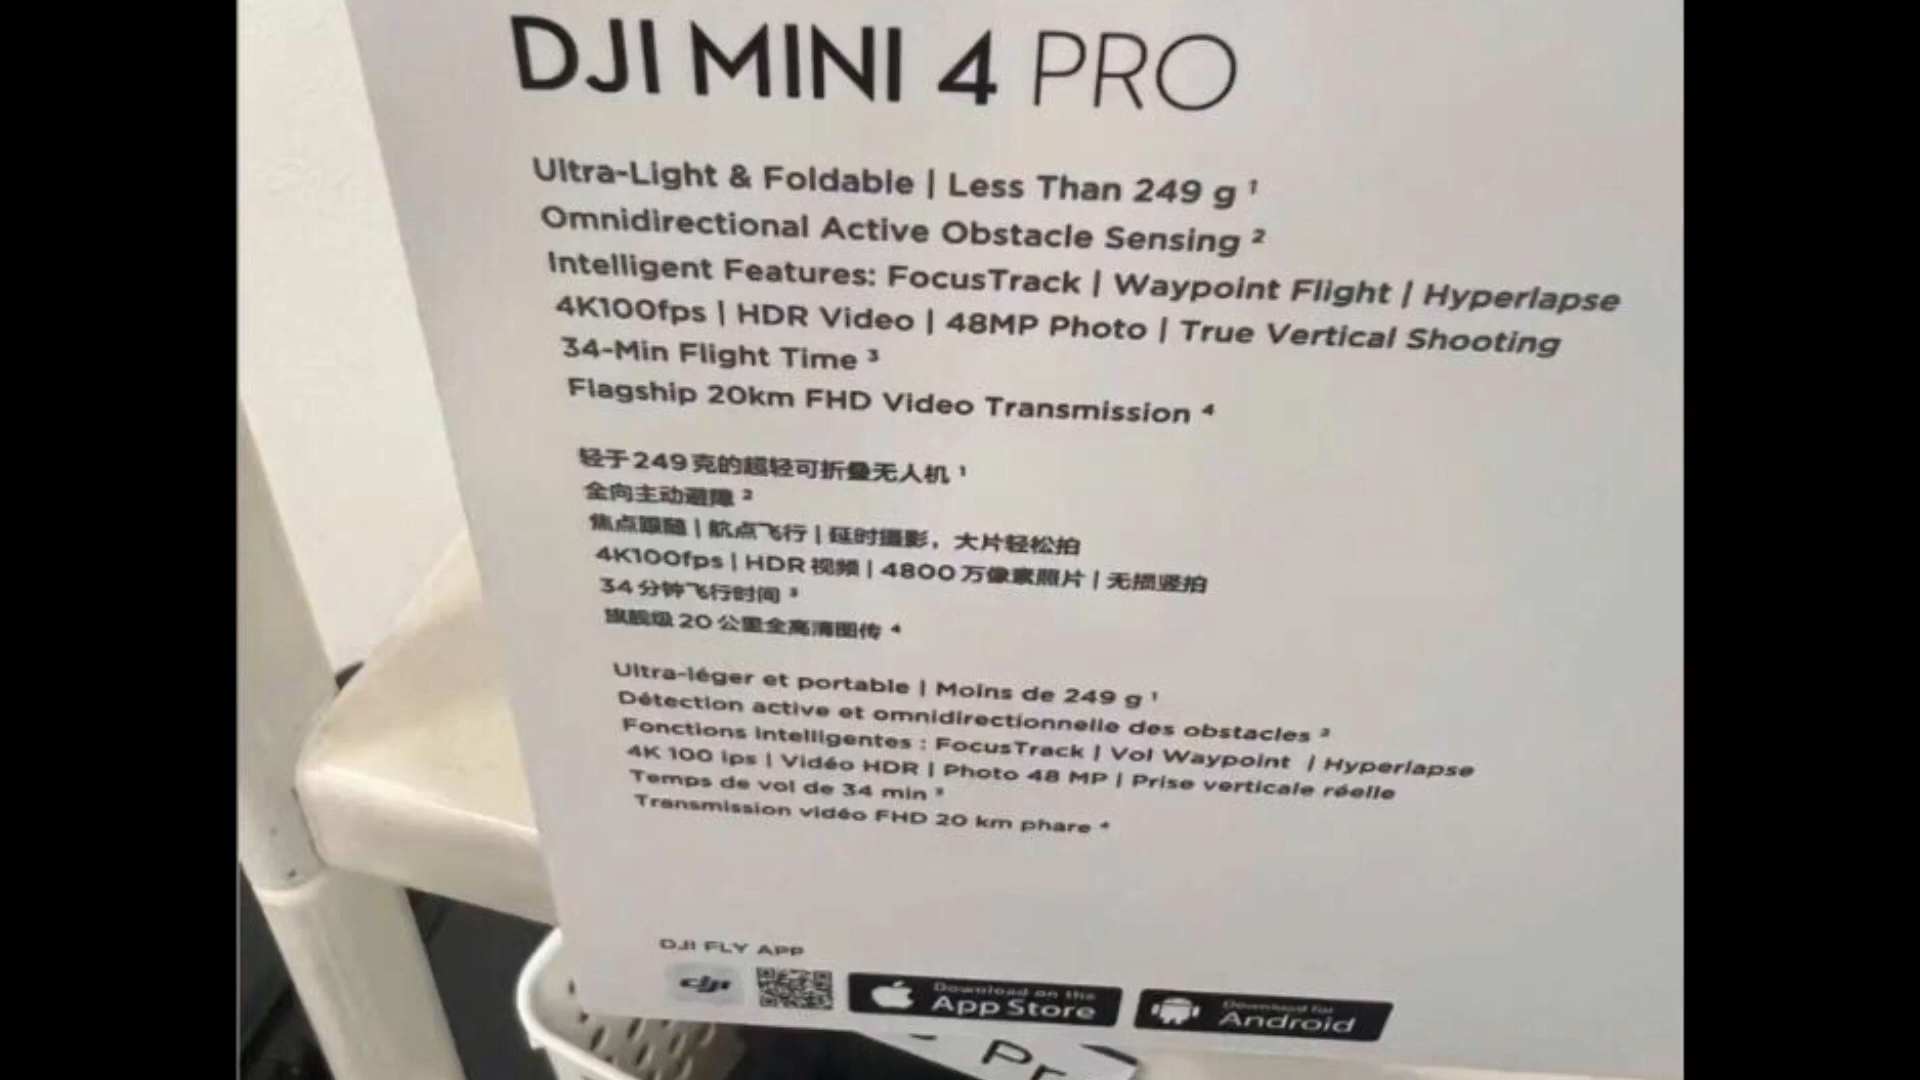 DJI MINI 4 PRO
Ultra-Light & Foldable | Less Than 249 g ¹
Omnidirectional Active Obstacle Sensing ²
Intelligent Features: FocusTrack | Waypoint Flight | Hyperlapse
4K100fps | HDR Video | 48MP Photo | True Vertical Shooting
34-Min Flight Time ³
Flagship 20km FHD Video Transmission ⁴
轻于249克的超轻可折叠无人机 ¹
全向主动避障 ²
焦点跟随 | 航点飞行 | 延时摄影，大片轻松拍
4K100fps | HDR 视频 | 4800 万像素照片 | 无损竖拍
34 分钟飞行时间 ³
旗舰级 20 公里全高清图传 ⁴
Ultra-léger et portable | Moins de 249 g ¹
Détection active et omnidirectionnelle des obstacles ²
Fonctions intelligentes : FocusTrack | Vol Waypoint | Hyperlapse
4K 100 ips | Vidéo HDR | Photo 48 MP | Prise verticale réelle
Temps de vol de 34 min ³
Transmission vidéo FHD 20 km phare ⁴
DJI FLY APP
dji
Download on the
App Store
Download for
Android